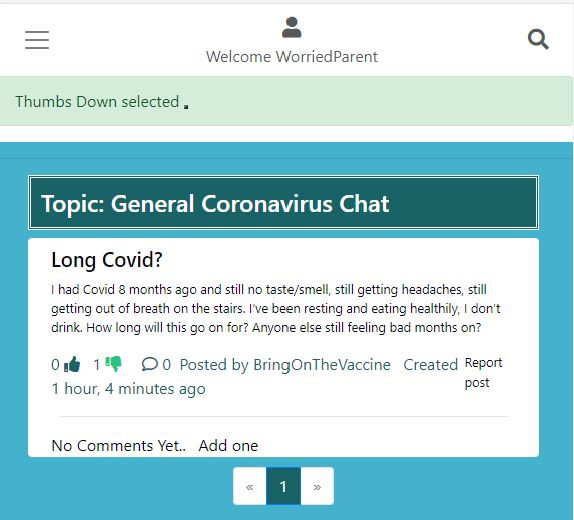 Welcome WorriedParent
Thumbs Down selected
Topic: General Coronavirus Chat
Long Covid?
I had Covid 8 months ago and still no taste/smell, still getting headaches, still
getting out of breath on the stairs. I've been resting and eating healthily, I don't
drink. How long will this go on for? Anyone else still feeling bad months on?
0 1 0 Posted by BringOnTheVaccine Created Report
1 hour, 4 minutes ago post
No Comments Yet.. Add one
« 1 »